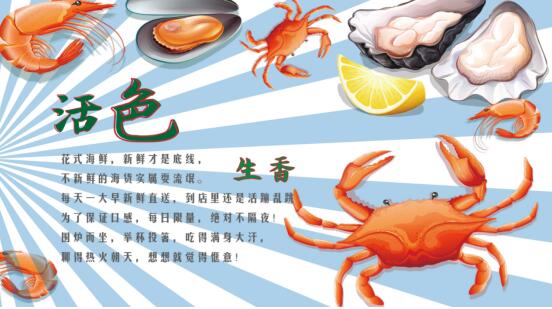 活色
生香
花式海鲜，新鲜才是底线，
不新鲜的海货实属耍流氓。
每天一大早新鲜直送，到店里还是活蹦乱跳
为了保证口感，每日限量，绝对不隔夜！
围炉而坐，举杯投箸，吃得满身大汗，
聊得热火朝天，想想就觉得惬意！